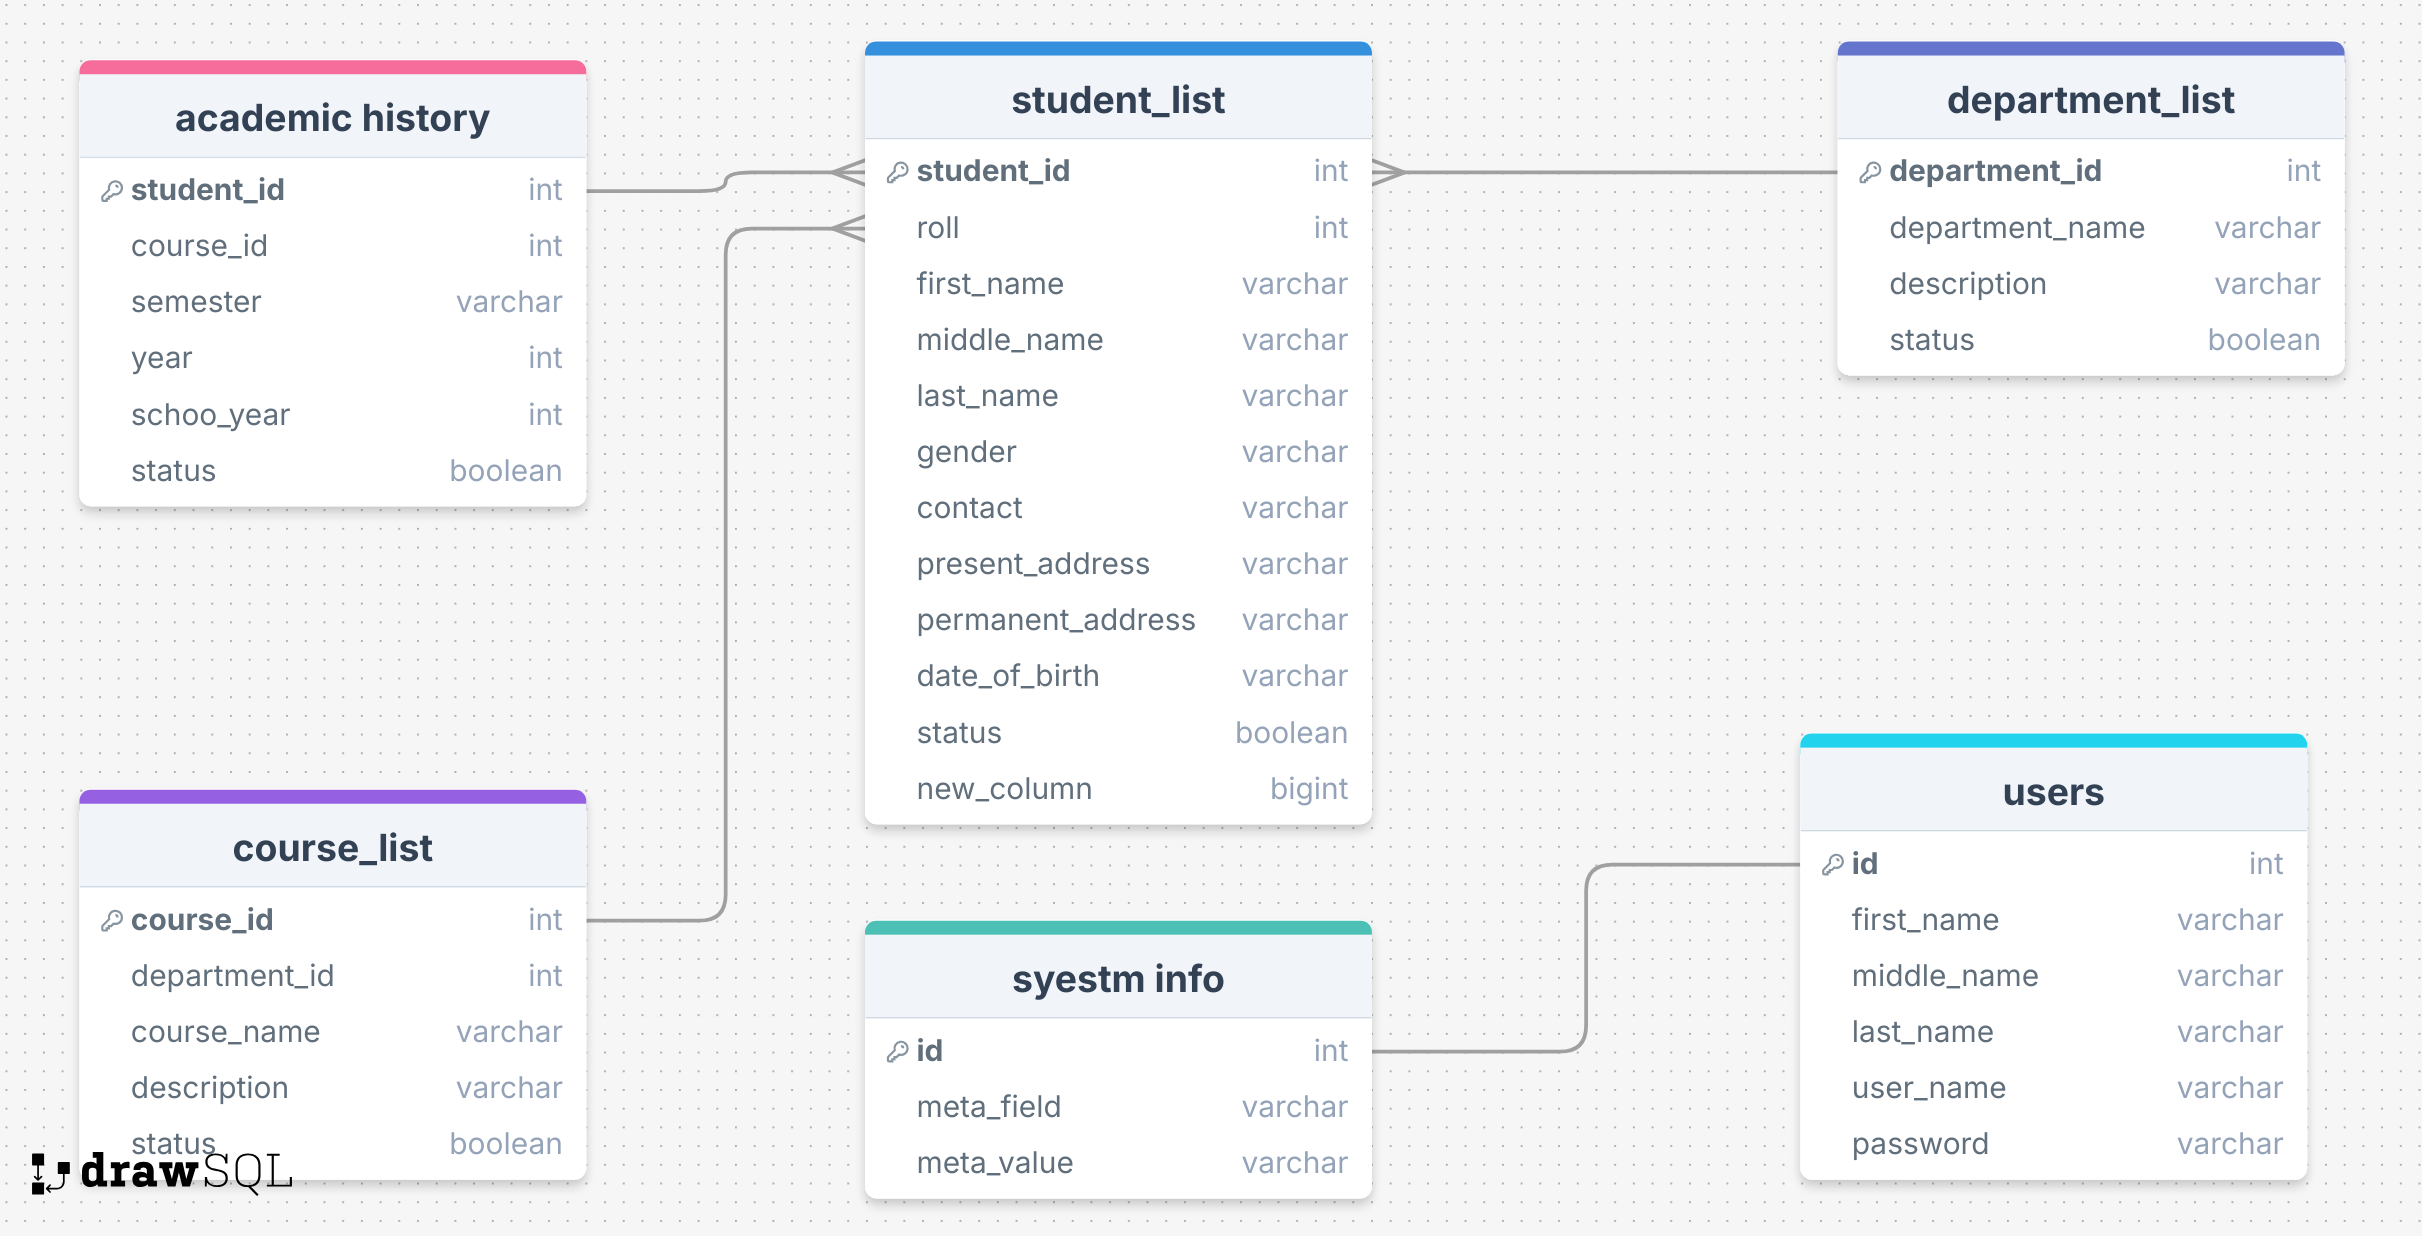 academic history
student_id int
course_id int
semester varchar
year int
schoo_year int
status boolean
student_list
student_id int
roll int
first_name varchar
middle_name varchar
last_name varchar
gender varchar
contact varchar
present_address varchar
permanent_address varchar
date_of_birth varchar
status boolean
new_column bigint
department_list
department_id int
department_name varchar
description varchar
status boolean
course_list
course_id int
department_id int
course_name varchar
description varchar
status boolean
syestm info
id int
meta_field varchar
meta_value varchar
users
id int
first_name varchar
middle_name varchar
last_name varchar
user_name varchar
password varchar
drawSQL